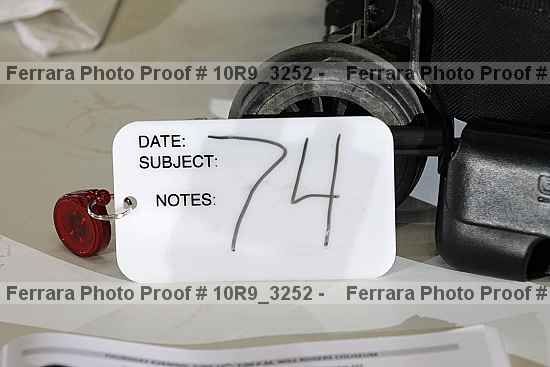 Ferrara Photo Proof # 10R9_3252 - Ferrara Photo Proof #
DATE:
SUBJECT:
74
NOTES:
Ferrara Photo Proof # 10R9_3252 - Ferrara Photo Proof #